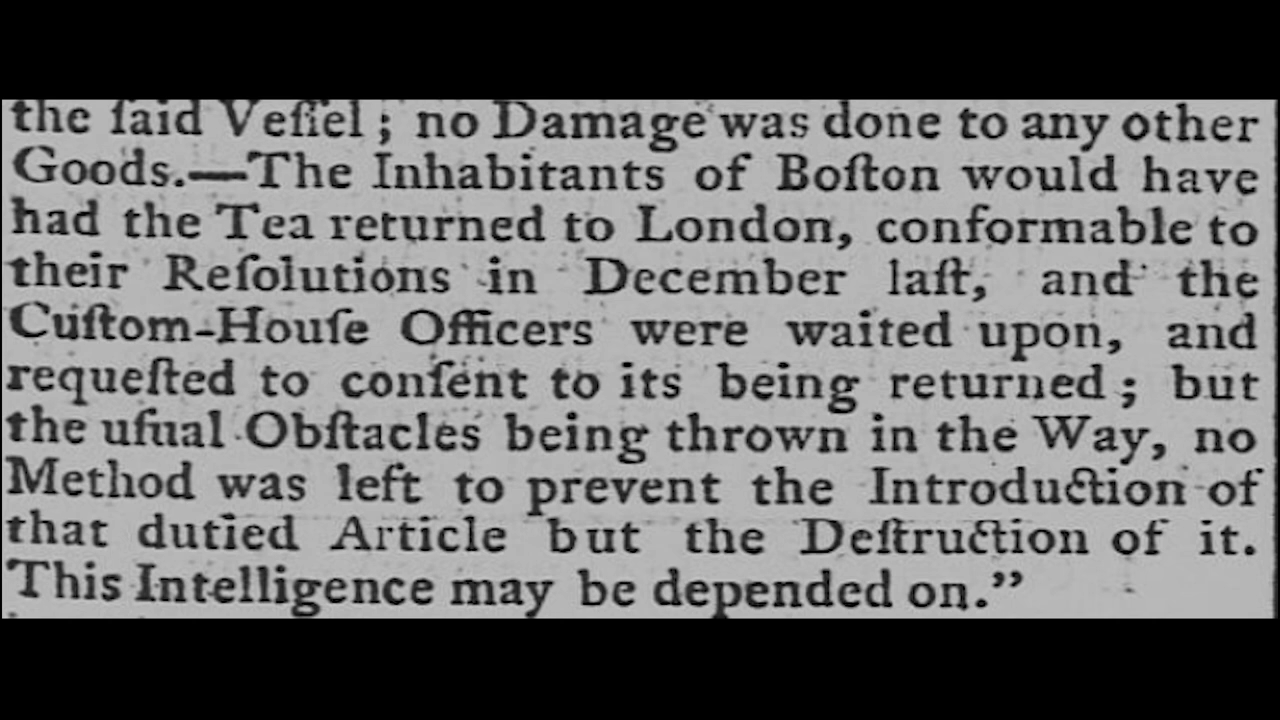 the ſaid Veſſel; no Damage was done to any other
Goods.—The Inhabitants of Boſton would have
had the Tea returned to London, conformable to
their Reſolutions in December laſt, and the
Cuſtom-Houſe Officers were waited upon, and
requeſted to conſent to its being returned; but
the uſual Obſtacles being thrown in the Way, no
Method was left to prevent the Introduction of
that dutied Article but the Deſtruction of it.
This Intelligence may be depended on.”